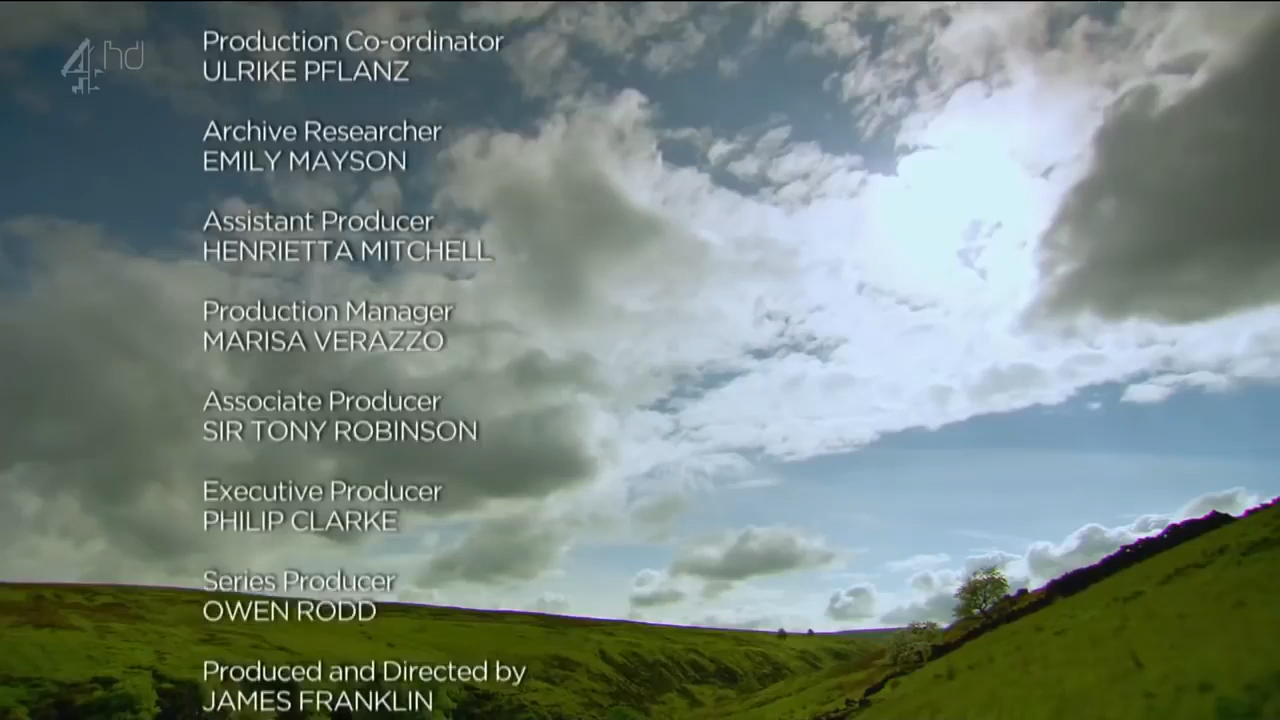 4hd
Production Co-ordinator
ULRIKE PFLANZ
Archive Researcher
EMILY MAYSON
Assistant Producer
HENRIETTA MITCHELL
Production Manager
MARISA VERAZZO
Associate Producer
SIR TONY ROBINSON
Executive Producer
PHILIP CLARKE
Series Producer
OWEN RODD
Produced and Directed by
JAMES FRANKLIN